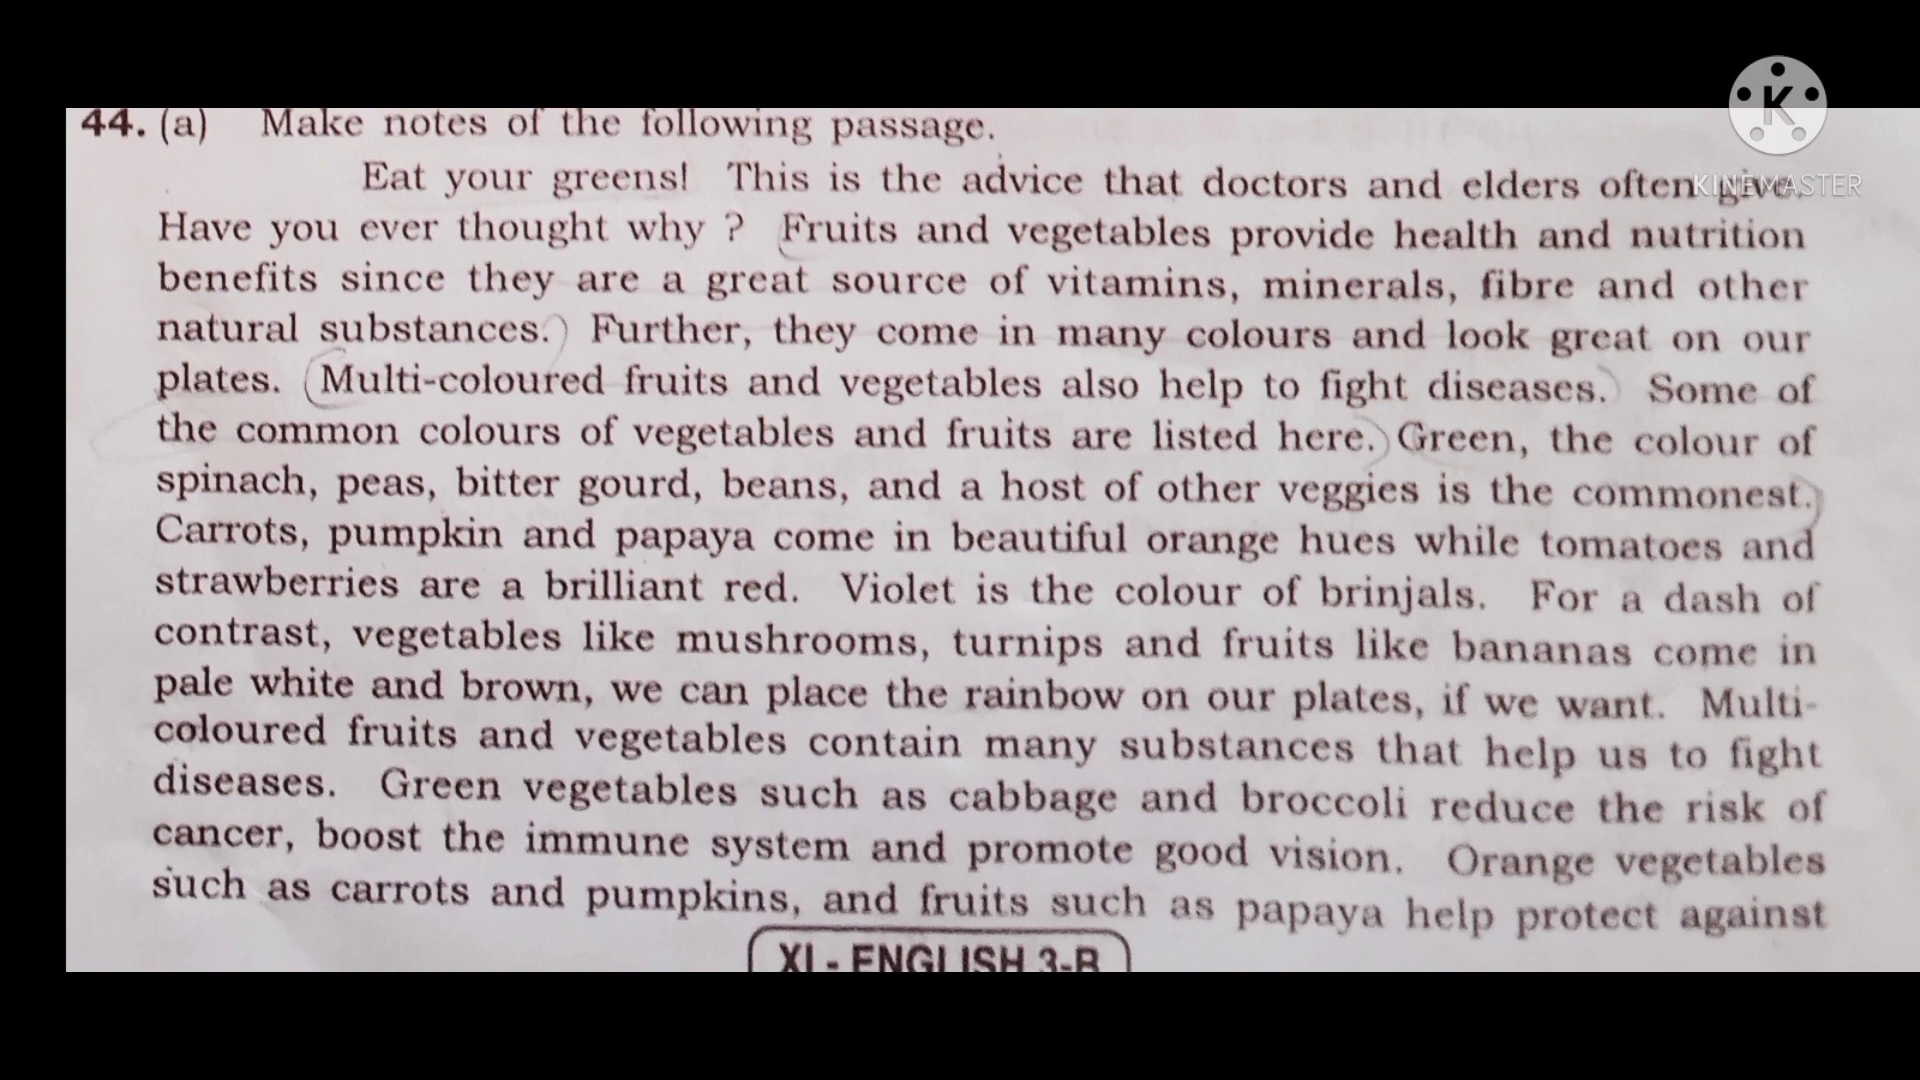 K
KINEMASTER
44. (a) Make notes of the following passage.
Eat your greens! This is the advice that doctors and elders often give.
Have you ever thought why ? Fruits and vegetables provide health and nutrition
benefits since they are a great source of vitamins, minerals, fibre and other
natural substances. Further, they come in many colours and look great on our
plates. Multi-coloured fruits and vegetables also help to fight diseases. Some of
the common colours of vegetables and fruits are listed here. Green, the colour of
spinach, peas, bitter gourd, beans, and a host of other veggies is the commonest.
Carrots, pumpkin and papaya come in beautiful orange hues while tomatoes and
strawberries are a brilliant red. Violet is the colour of brinjals. For a dash of
contrast, vegetables like mushrooms, turnips and fruits like bananas come in
pale white and brown, we can place the rainbow on our plates, if we want. Multi-
coloured fruits and vegetables contain many substances that help us to fight
diseases. Green vegetables such as cabbage and broccoli reduce the risk of
cancer, boost the immune system and promote good vision. Orange vegetables
such as carrots and pumpkins, and fruits such as papaya help protect against
XI - ENGLISH 3-B